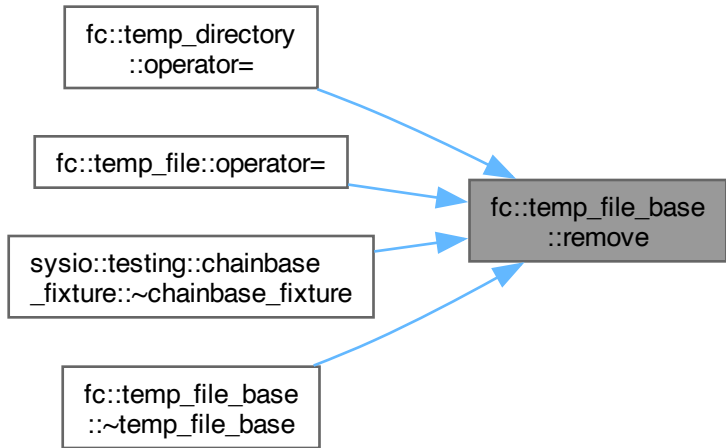 fc::temp_directory
::operator=
fc::temp_file::operator=
fc::temp_file_base
::remove
sysio::testing::chainbase
_fixture::~chainbase_fixture
fc::temp_file_base
::~temp_file_base